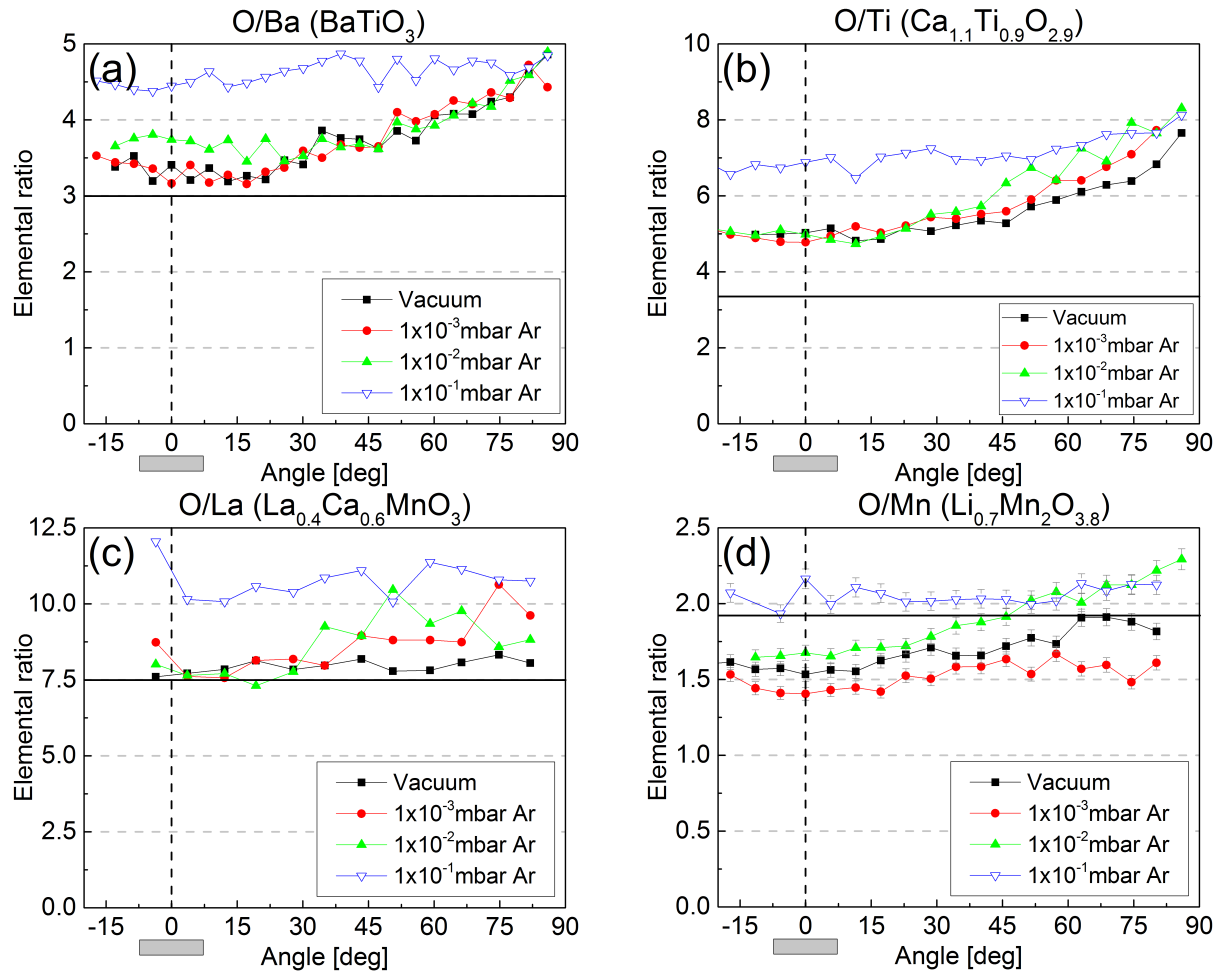 O/Ba (BaTiO₃)
(a)
Elemental ratio
5
4
3
2
1
0
Vacuum
1x10⁻³mbar Ar
1x10⁻²mbar Ar
1x10⁻¹mbar Ar
-15 0 15 30 45 60 75 90
Angle [deg]
O/Ti (Ca₁.₁Ti₀.₉O₂.₉)
(b)
Elemental ratio
10
8
6
4
2
0
Vacuum
1x10⁻³mbar Ar
1x10⁻²mbar Ar
1x10⁻¹mbar Ar
-15 0 15 30 45 60 75 90
Angle [deg]
O/La (La₀.₄Ca₀.₆MnO₃)
(c)
Elemental ratio
12.5
10.0
7.5
5.0
2.5
0.0
Vacuum
1x10⁻³mbar Ar
1x10⁻²mbar Ar
1x10⁻¹mbar Ar
-15 0 15 30 45 60 75 90
Angle [deg]
O/Mn (Li₀.₇Mn₂O₃.₈)
(d)
Elemental ratio
2.5
2.0
1.5
1.0
0.5
0.0
Vacuum
1x10⁻³mbar Ar
1x10⁻²mbar Ar
1x10⁻¹mbar Ar
-15 0 15 30 45 60 75 90
Angle [deg]